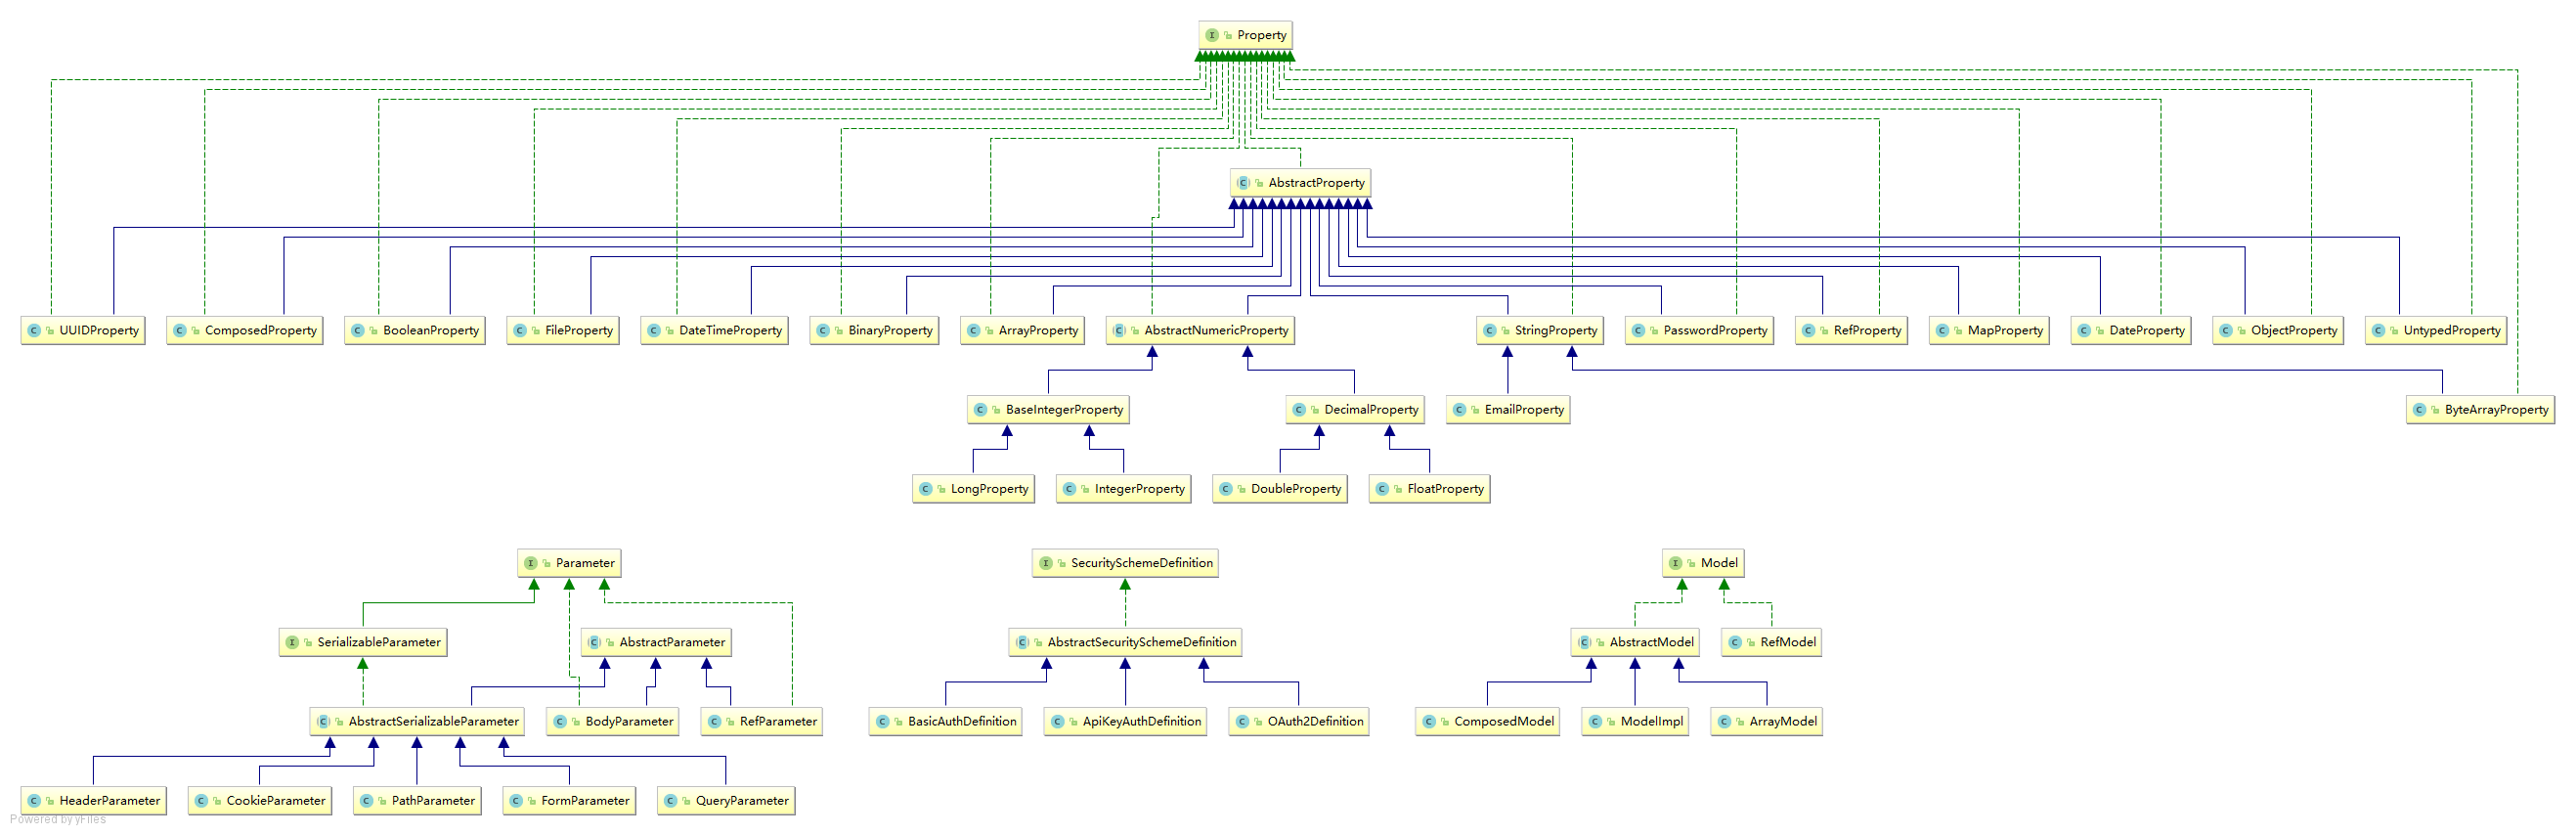 Property
AbstractProperty
UUIDProperty
ComposedProperty
BooleanProperty
FileProperty
DateTimeProperty
BinaryProperty
ArrayProperty
AbstractNumericProperty
StringProperty
PasswordProperty
RefProperty
MapProperty
DateProperty
ObjectProperty
UntypedProperty
BaseIntegerProperty
DecimalProperty
EmailProperty
ByteArrayProperty
LongProperty
IntegerProperty
DoubleProperty
FloatProperty
Parameter
SecuritySchemeDefinition
Model
SerializableParameter
AbstractParameter
AbstractSecuritySchemeDefinition
AbstractModel
RefModel
AbstractSerializableParameter
BodyParameter
RefParameter
BasicAuthDefinition
ApiKeyAuthDefinition
OAuth2Definition
ComposedModel
ModelImpl
ArrayModel
HeaderParameter
CookieParameter
PathParameter
FormParameter
QueryParameter
Powered by yFiles